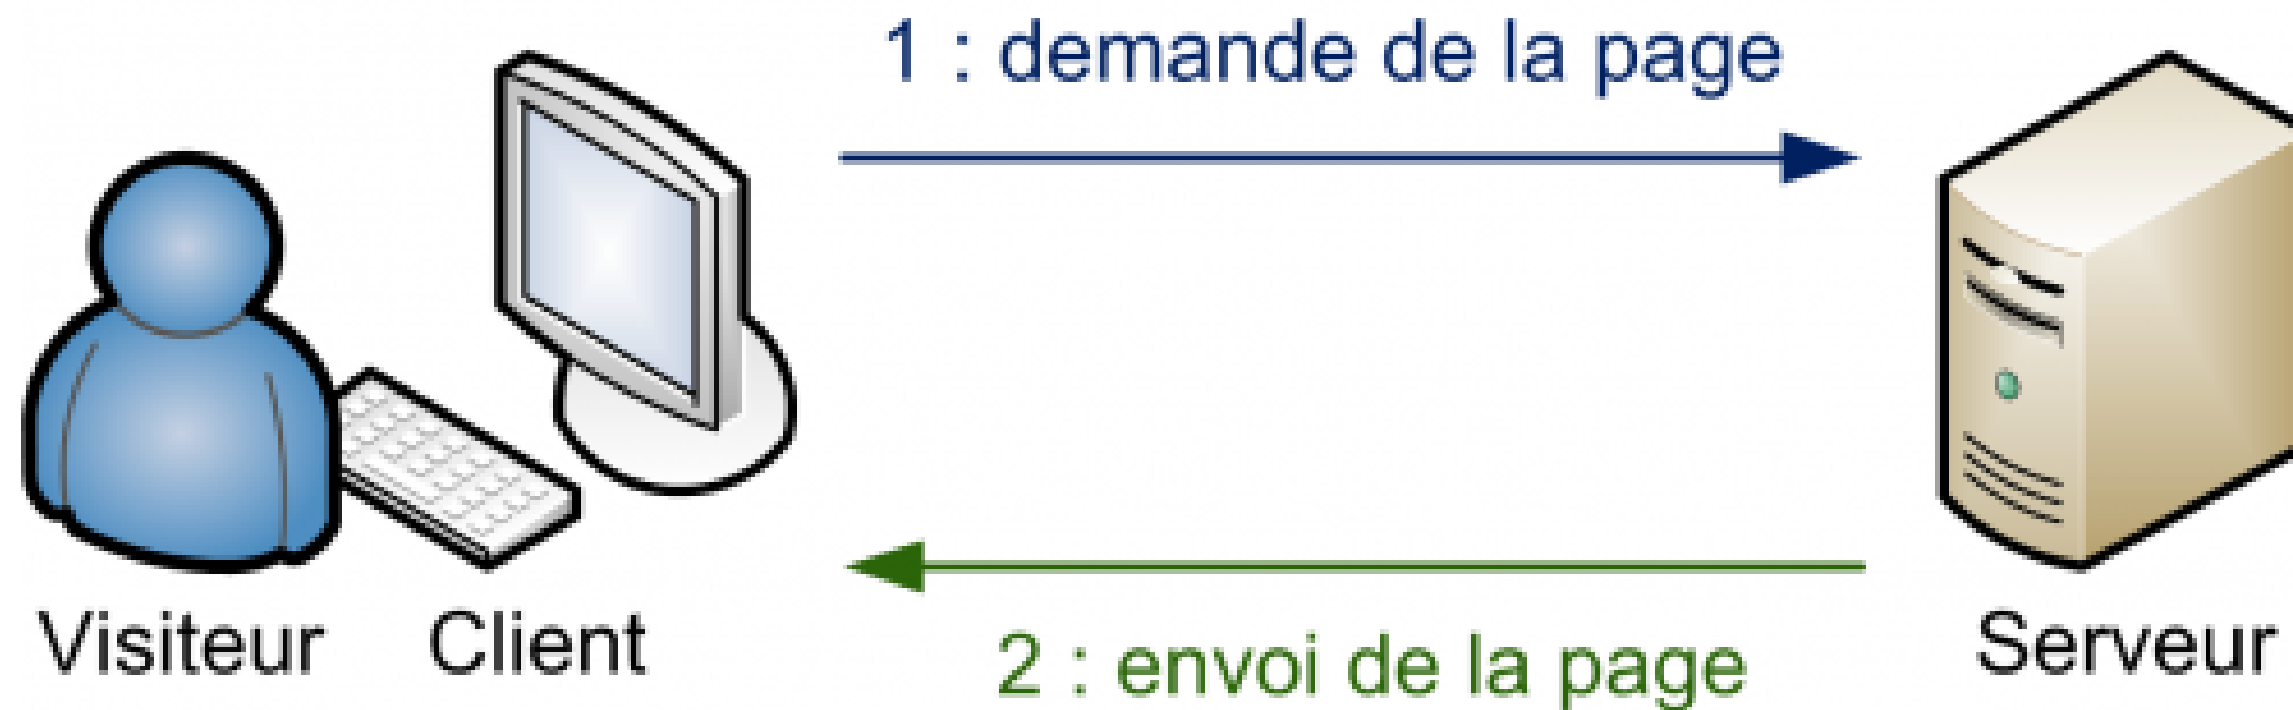 1 : demande de la page
Visiteur
Client
2 : envoi de la page
Serveur